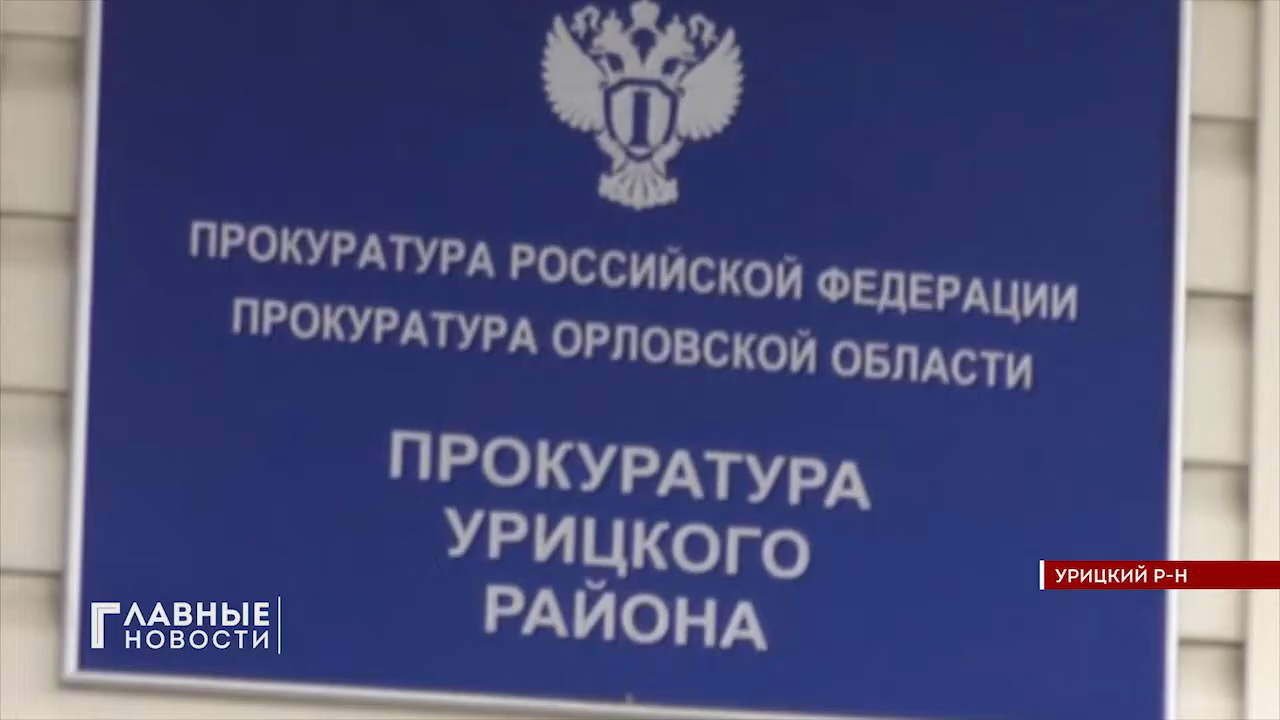 ПРОКУРАТУРА РОССИЙСКОЙ ФЕДЕРАЦИИ
ПРОКУРАТУРА ОРЛОВСКОЙ ОБЛАСТИ
ПРОКУРАТУРА
УРИЦКОГО
РАЙОНА
УРИЦКИЙ Р-Н
ГЛАВНЫЕ
НОВОСТИ